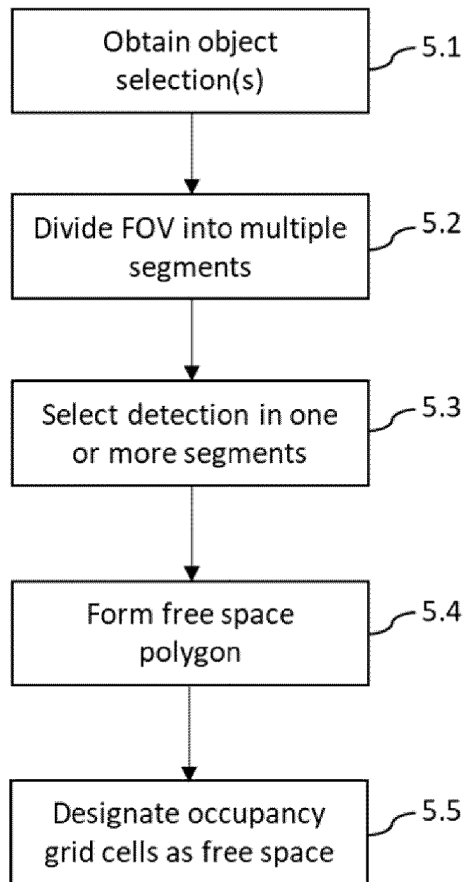 Obtain object
selection(s)
5.1
Divide FOV into multiple
segments
5.2
Select detection in one
or more segments
5.3
Form free space
polygon
5.4
Designate occupancy
grid cells as free space
5.5